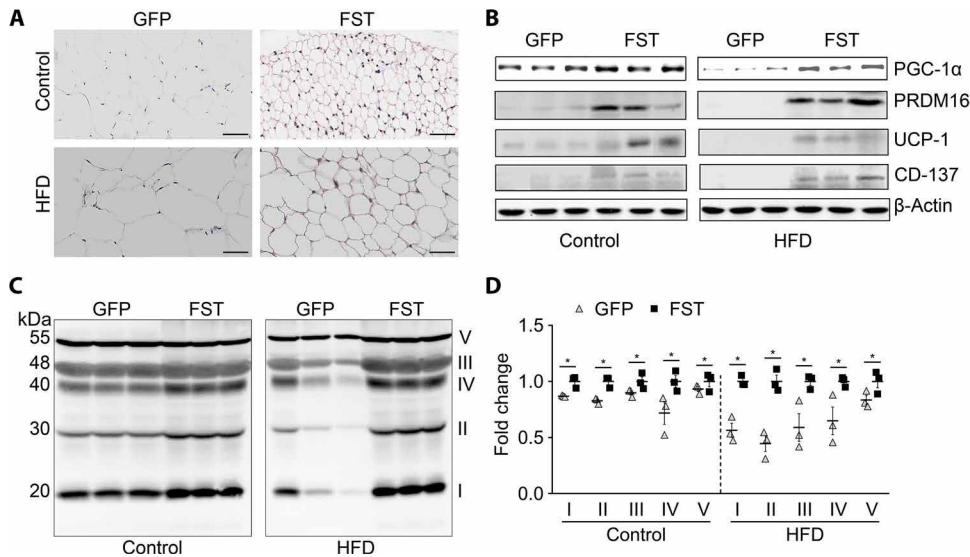 A
GFP FST
Control
HFD
B
GFP FST GFP FST
PGC-1α
PRDM16
UCP-1
CD-137
β-Actin
Control HFD
C
GFP FST GFP FST
kDa
55 V
48 III
40 IV
30 II
20 I
Control HFD
D
GFP FST
Fold change
1.5
* * * * * * * * * *
1.0
0.5
0.0
I II III IV V I II III IV V
Control HFD